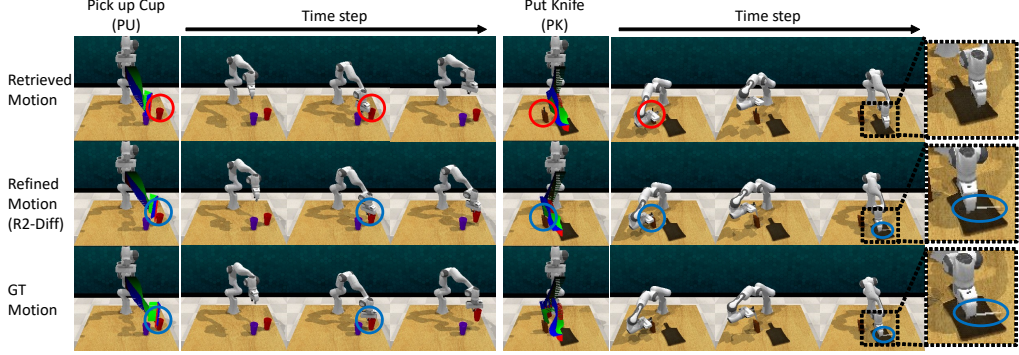 Pick up Cup
(PU)
Time step
Put Knife
(PK)
Time step
Retrieved
Motion
Refined
Motion
(R2-Diff)
GT
Motion